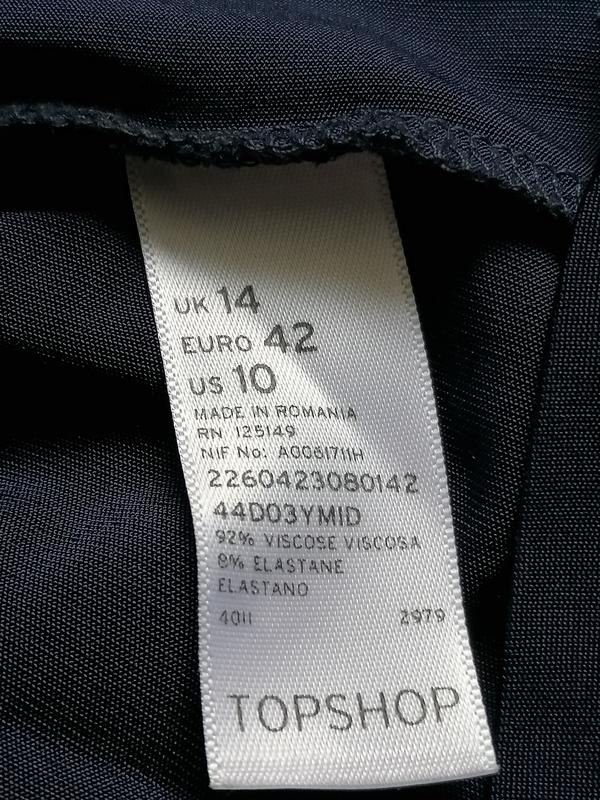 UK 14
EURO 42
US 10
MADE IN ROMANIA
RN 125149
NIF No: A0061711H
2260423080142
44D03YMID
92% VISCOSE VISCOSA
8% ELASTANE
ELASTANO
4011 2979
TOPSHOP